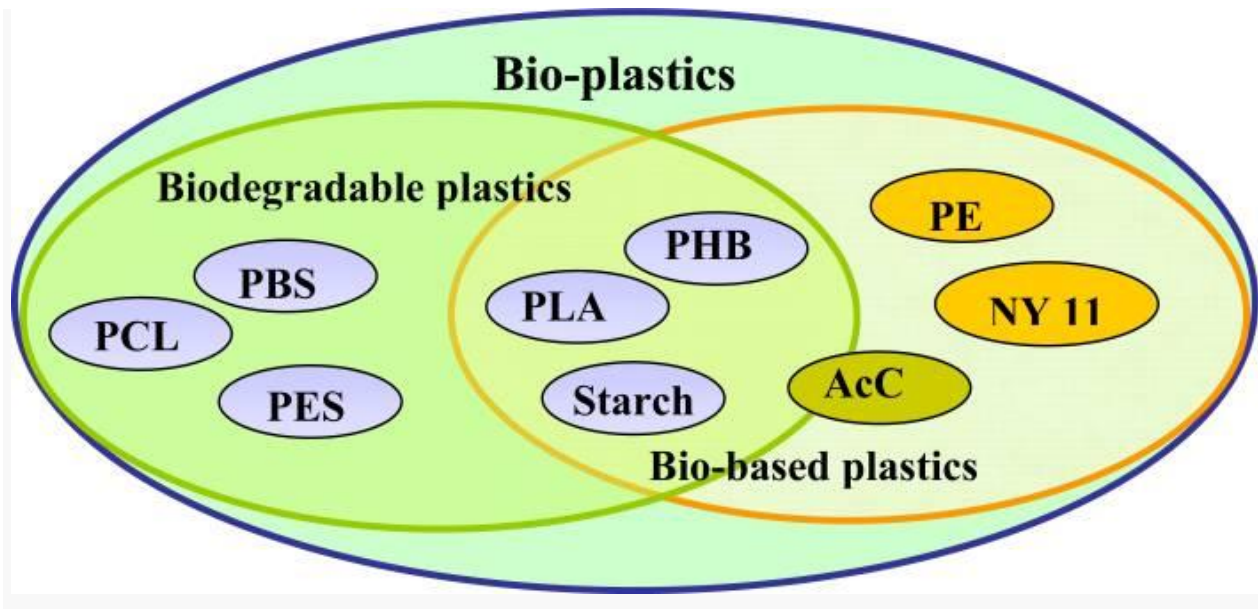 Bio-plastics
Biodegradable plastics
PBS
PCL
PES
PHB
PLA
Starch
PE
NY 11
AcC
Bio-based plastics